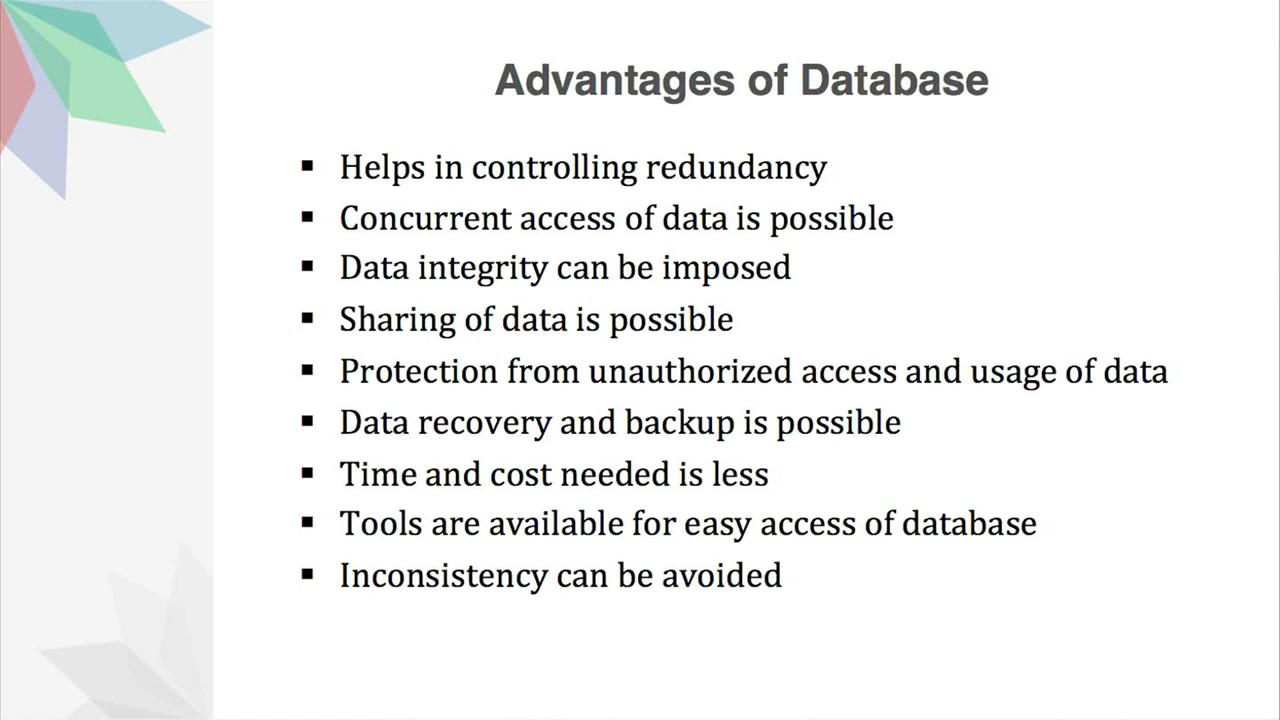 Advantages of Database
▪ Helps in controlling redundancy
▪ Concurrent access of data is possible
▪ Data integrity can be imposed
▪ Sharing of data is possible
▪ Protection from unauthorized access and usage of data
▪ Data recovery and backup is possible
▪ Time and cost needed is less
▪ Tools are available for easy access of database
▪ Inconsistency can be avoided